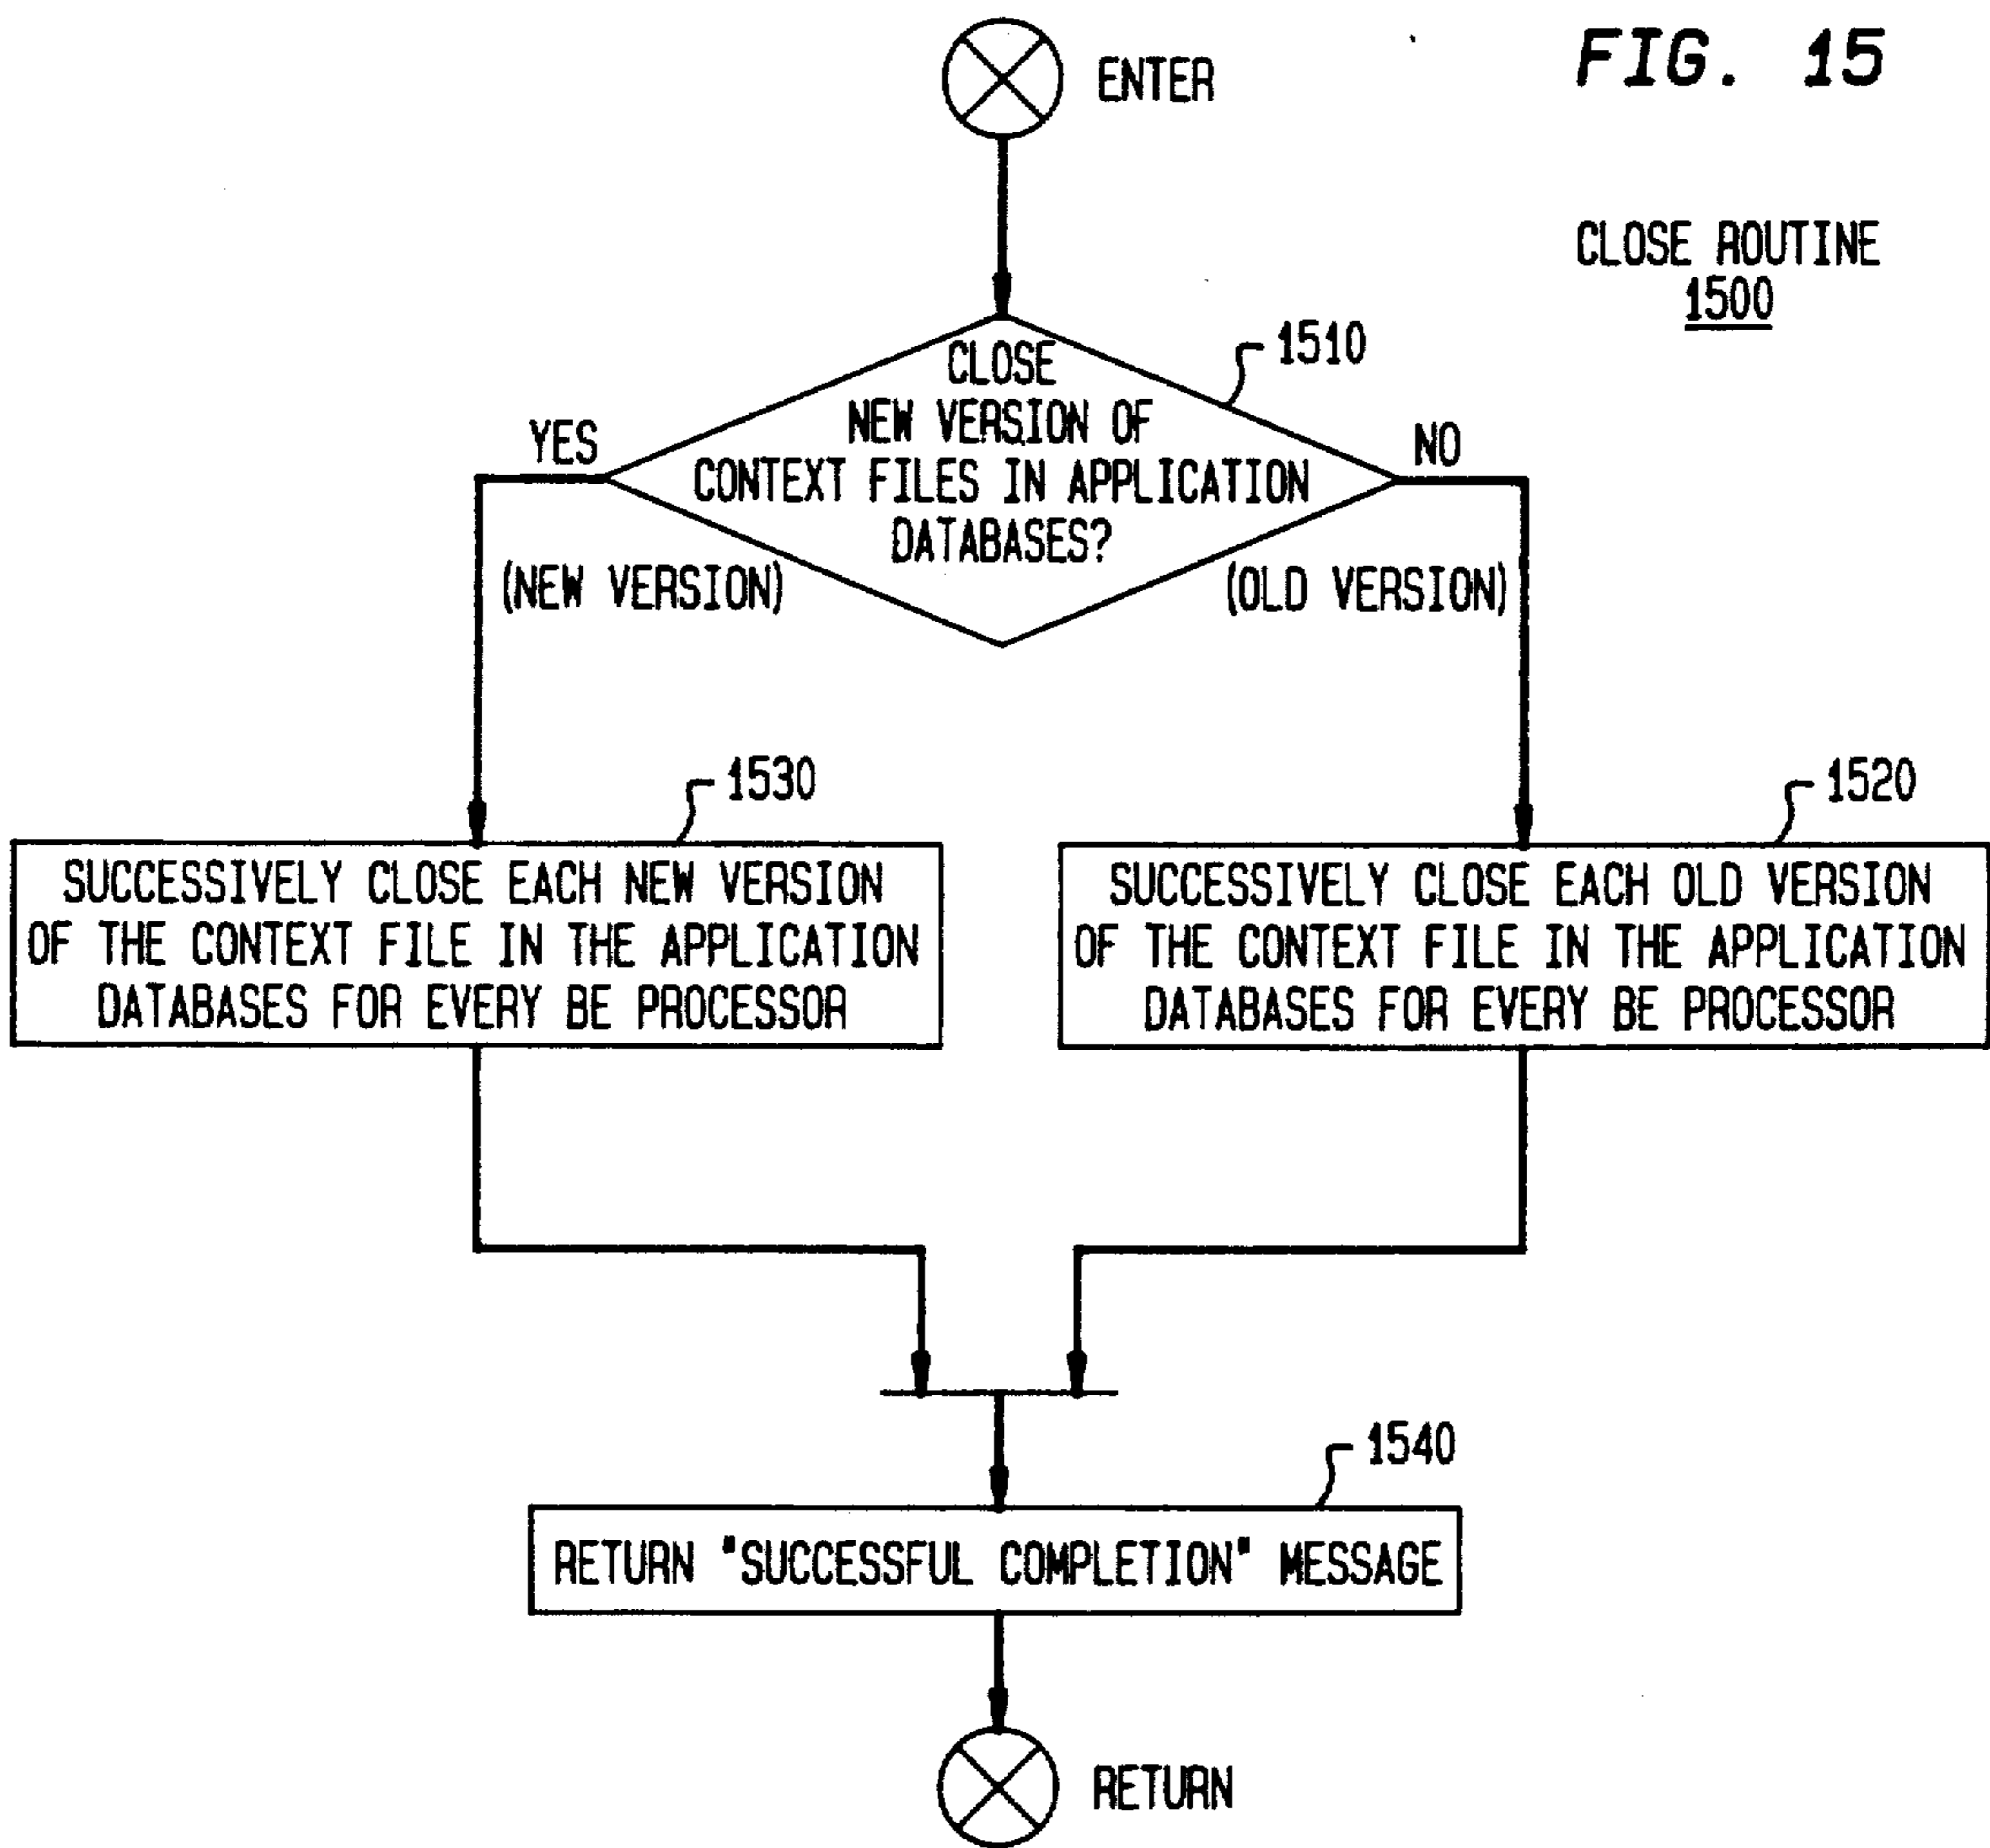 FIG. 15
ENTER
CLOSE ROUTINE
1500
1510
CLOSE
NEW VERSION OF
CONTEXT FILES IN APPLICATION
DATABASES?
YES
(NEW VERSION)
NO
(OLD VERSION)
1530
SUCCESSIVELY CLOSE EACH NEW VERSION
OF THE CONTEXT FILE IN THE APPLICATION
DATABASES FOR EVERY BE PROCESSOR
1520
SUCCESSIVELY CLOSE EACH OLD VERSION
OF THE CONTEXT FILE IN THE APPLICATION
DATABASES FOR EVERY BE PROCESSOR
1540
RETURN "SUCCESSFUL COMPLETION" MESSAGE
RETURN